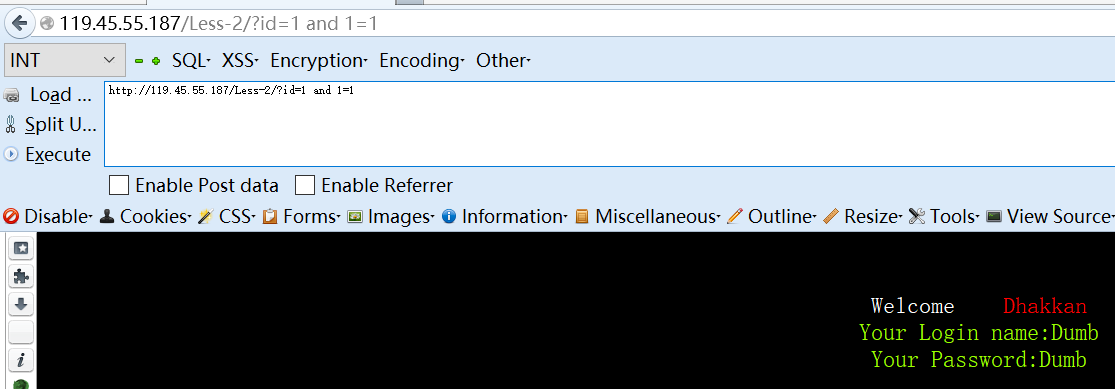 119.45.55.187/Less-2/?id=1 and 1=1
INT SQL XSS Encryption Encoding Other
Load ...
http://119.45.55.187/Less-2/?id=1 and 1=1
Split U...
Execute
Enable Post data Enable Referrer
Disable Cookies CSS Forms Images Information Miscellaneous Outline Resize Tools View Source
Welcome Dhakkan
Your Login name:Dumb
Your Password:Dumb